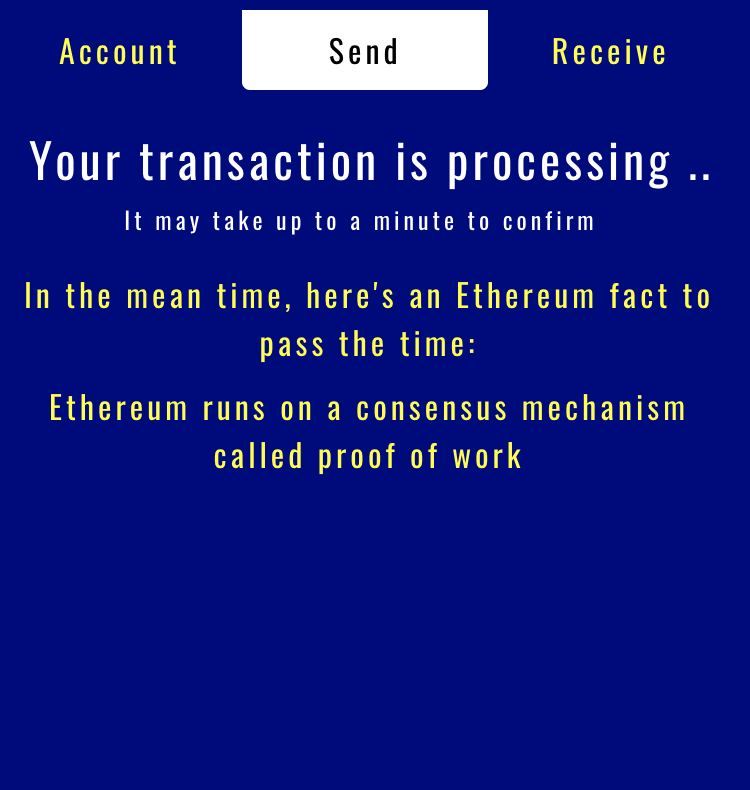 Account Send Receive
Your transaction is processing ..
It may take up to a minute to confirm
In the mean time, here's an Ethereum fact to
pass the time:
Ethereum runs on a consensus mechanism
called proof of work